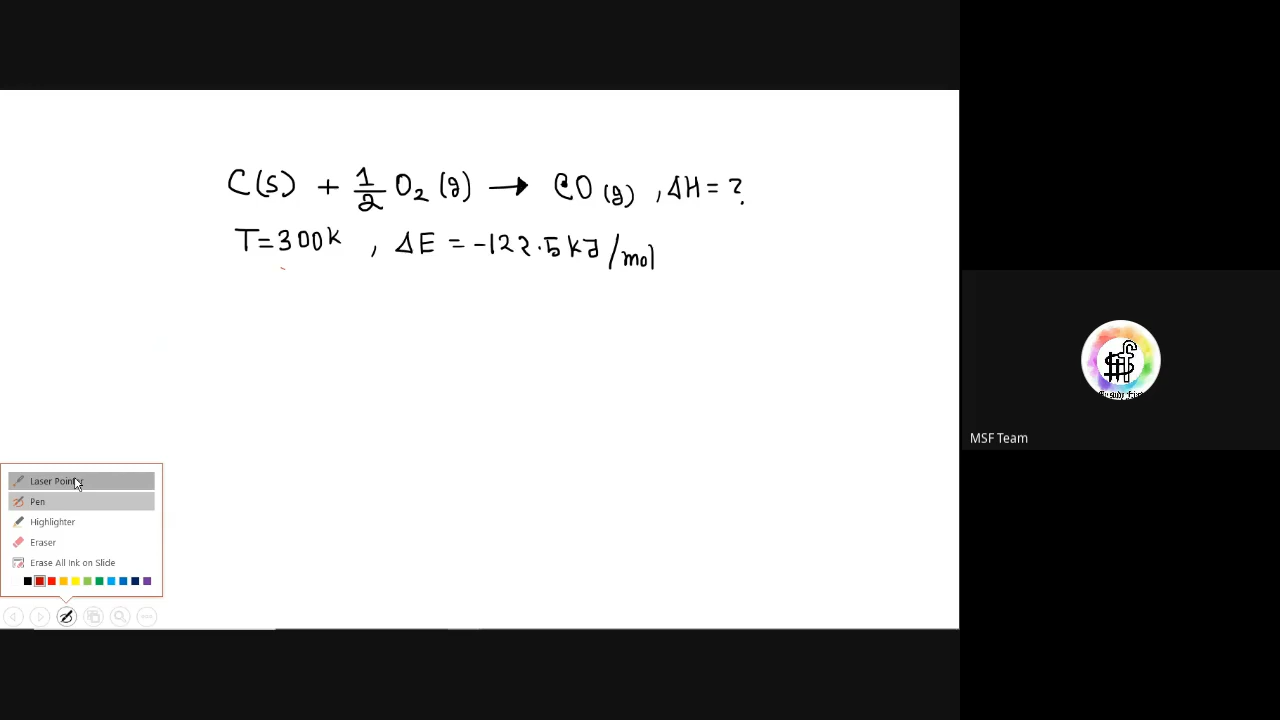 C(s) + 1/2 O₂ (g) → CO (g) , ΔH = ?
T = 300K , ΔE = -122.5 kJ/mol
MSF Team
Laser Pointer
Pen
Highlighter
Eraser
Erase All Ink on Slide